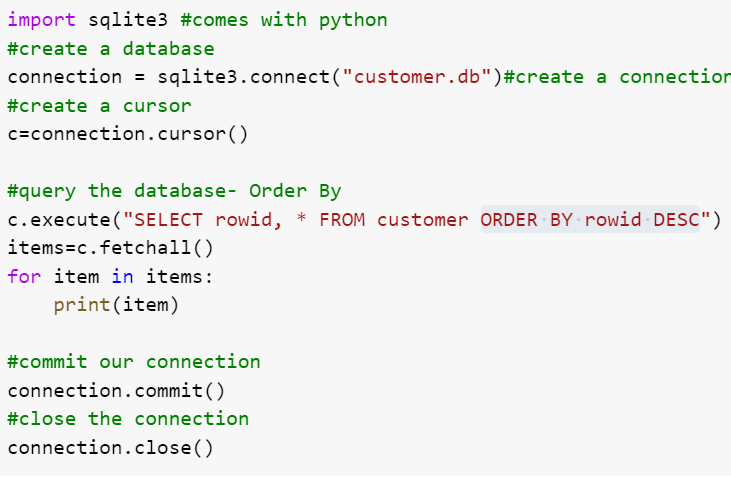 import sqlite3 #comes with python
#create a database
connection = sqlite3.connect("customer.db")#create a connection
#create a cursor
c=connection.cursor()
#query the database- Order By
c.execute("SELECT rowid, * FROM customer ORDER·BY·rowid·DESC")
items=c.fetchall()
for item in items:
    print(item)
#commit our connection
connection.commit()
#close the connection
connection.close()